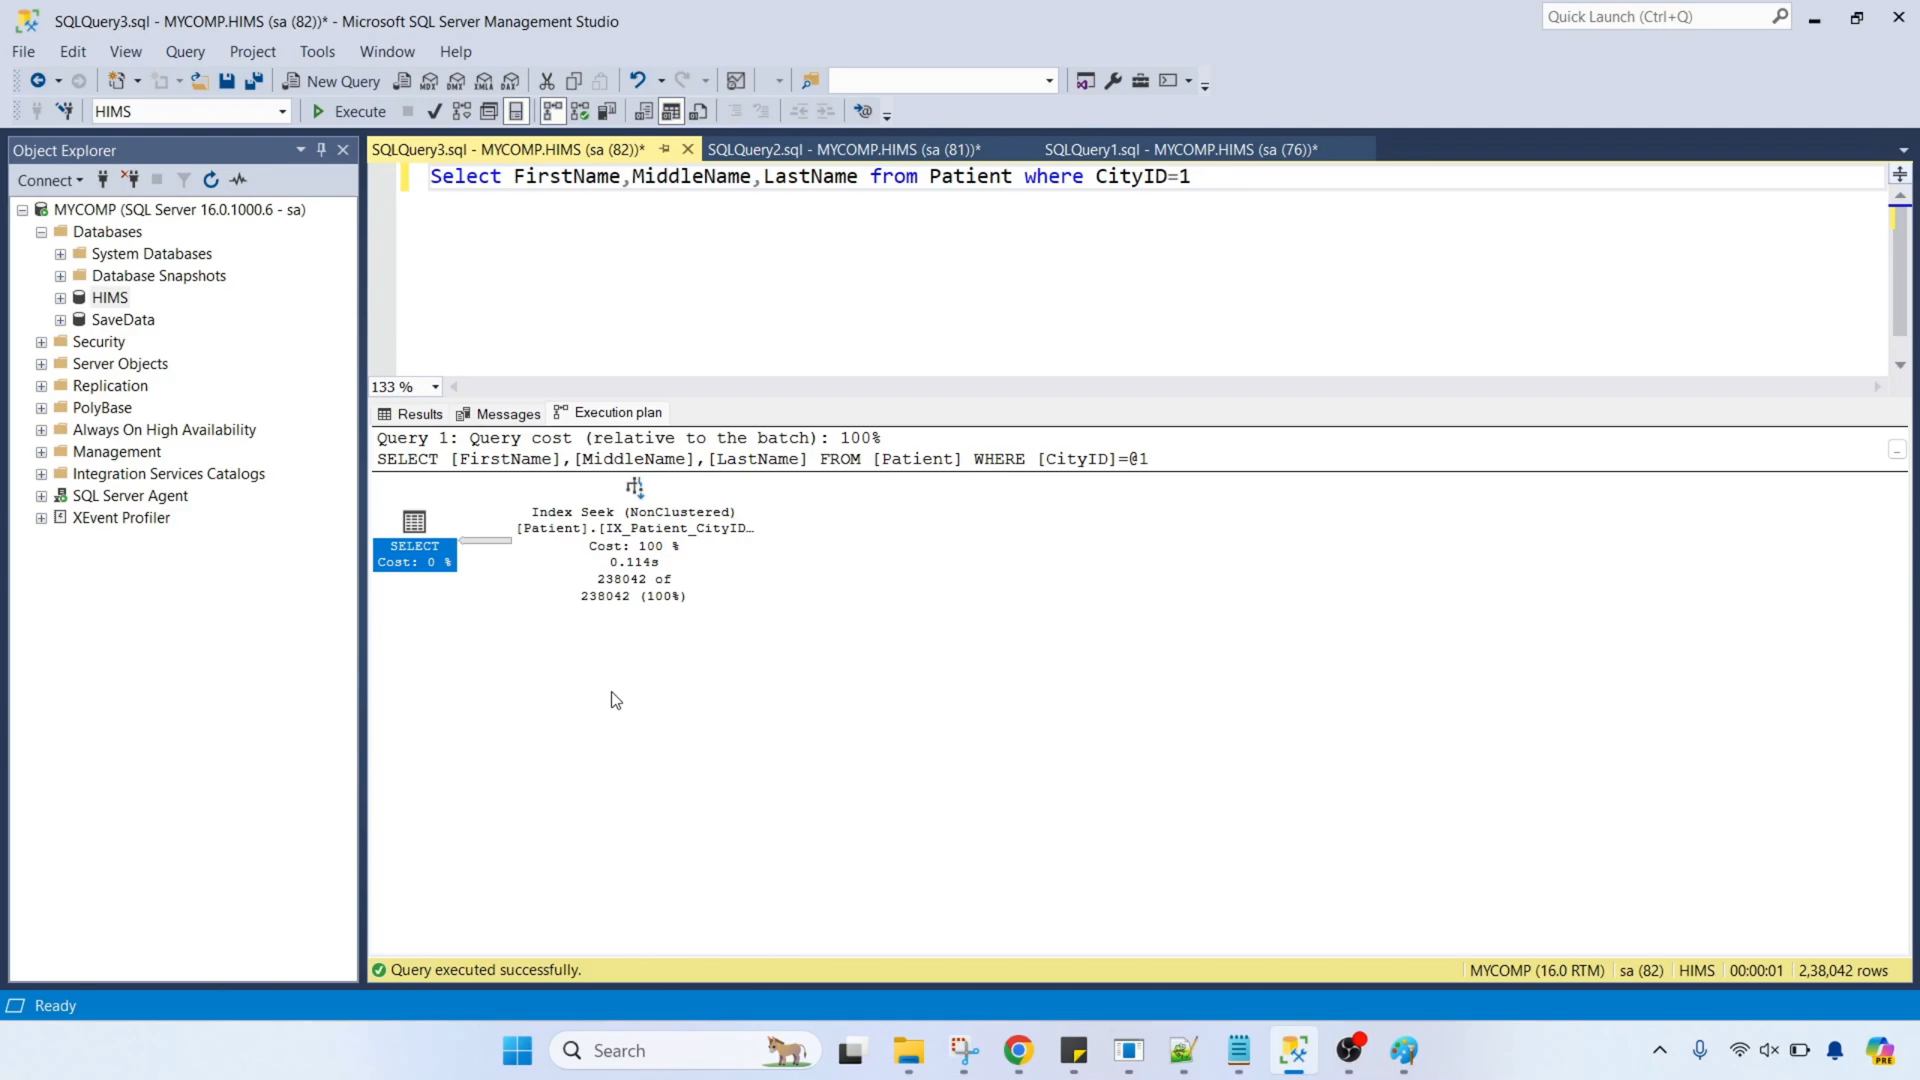 SQLQuery3.sql - MYCOMP.HIMS (sa (82))* - Microsoft SQL Server Management Studio
Quick Launch (Ctrl+Q)
File Edit View Query Project Tools Window Help
New Query MDX DMX XMLA DAX
HIMS Execute
Object Explorer
SQLQuery3.sql - MYCOMP.HIMS (sa (82))* SQLQuery2.sql - MYCOMP.HIMS (sa (81))* SQLQuery1.sql - MYCOMP.HIMS (sa (76))*
Connect
Select FirstName,MiddleName,LastName from Patient where CityID=1
MYCOMP (SQL Server 16.0.1000.6 - sa)
Databases
System Databases
Database Snapshots
HIMS
SaveData
Security
Server Objects
Replication
PolyBase
Always On High Availability
Management
Integration Services Catalogs
SQL Server Agent
XEvent Profiler
133 %
Results Messages Execution plan
Query 1: Query cost (relative to the batch): 100%
SELECT [FirstName],[MiddleName],[LastName] FROM [Patient] WHERE [CityID]=@1
...
SELECT
Cost: 0 %
Index Seek (NonClustered)
[Patient].[IX_Patient_CityID…
Cost: 100 %
0.114s
238042 of
238042 (100%)
Query executed successfully.
MYCOMP (16.0 RTM) sa (82) HIMS 00:00:01 2,38,042 rows
Ready
Search
PRE